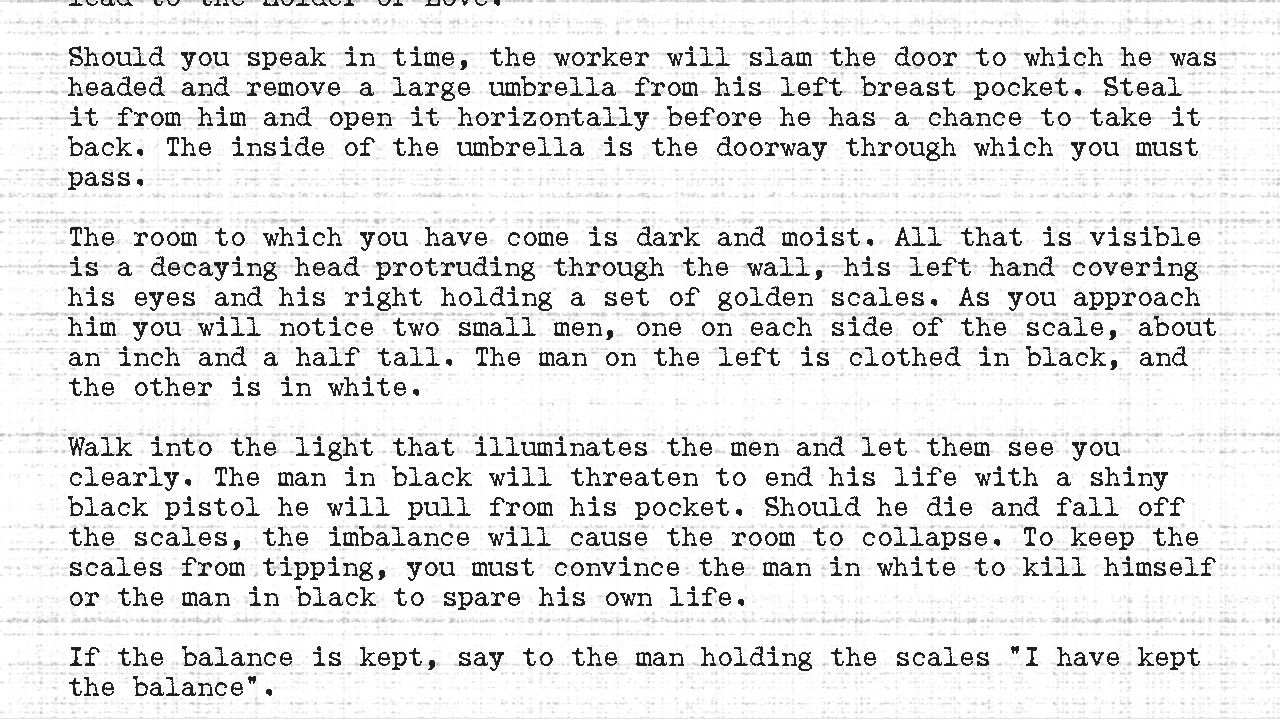 lead to the Holder of Love.
Should you speak in time, the worker will slam the door to which he was
headed and remove a large umbrella from his left breast pocket. Steal
it from him and open it horizontally before he has a chance to take it
back. The inside of the umbrella is the doorway through which you must
pass.
The room to which you have come is dark and moist. All that is visible
is a decaying head protruding through the wall, his left hand covering
his eyes and his right holding a set of golden scales. As you approach
him you will notice two small men, one on each side of the scale, about
an inch and a half tall. The man on the left is clothed in black, and
the other is in white.
Walk into the light that illuminates the men and let them see you
clearly. The man in black will threaten to end his life with a shiny
black pistol he will pull from his pocket. Should he die and fall off
the scales, the imbalance will cause the room to collapse. To keep the
scales from tipping, you must convince the man in white to kill himself
or the man in black to spare his own life.
If the balance is kept, say to the man holding the scales "I have kept
the balance".